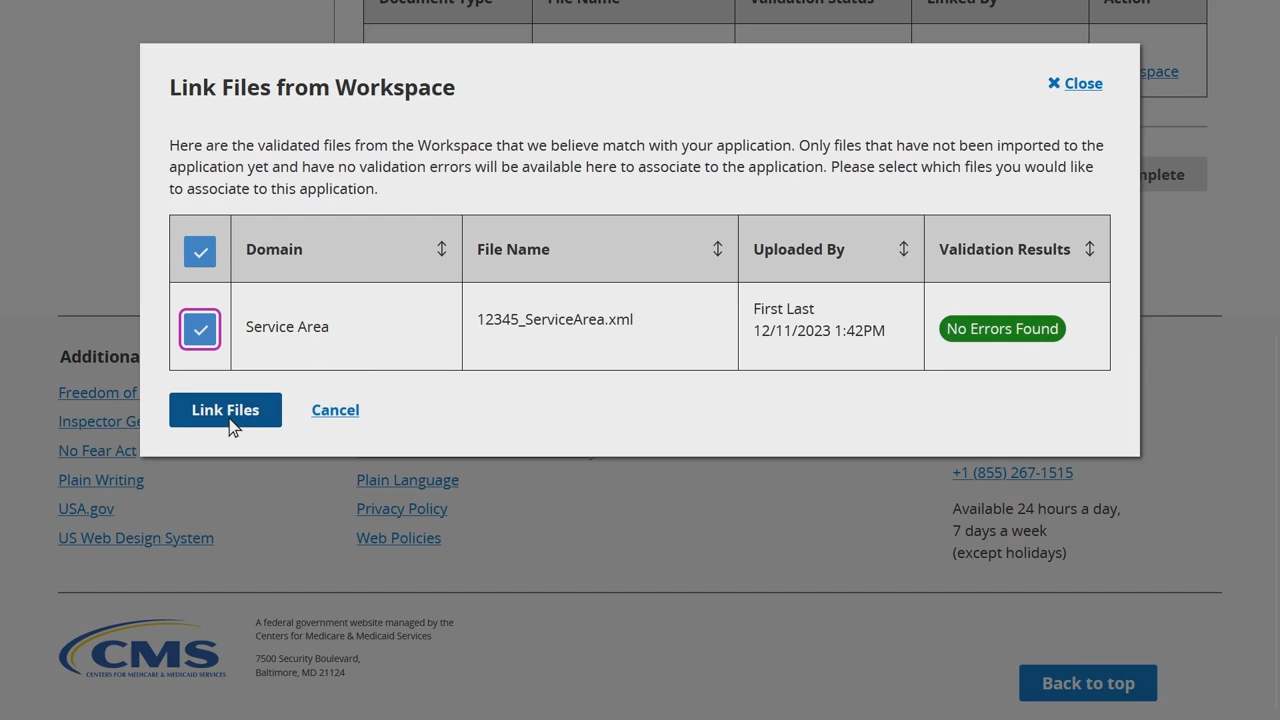 Document Type File Name Validation Status Linked By Action
Link Files from Workspace
Close
space
Here are the validated files from the Workspace that we believe match with your application. Only files that have not been imported to the
application yet and have no validation errors will be available here to associate to the application. Please select which files you would like
to associate to this application.
Domain File Name Uploaded By Validation Results
Service Area 12345_ServiceArea.xml First Last
12/11/2023 1:42PM
No Errors Found
Link Files Cancel
mplete
Additiona
Freedom of
Inspector Ge
No Fear Act
Plain Writing
USA.gov
US Web Design System
Plain Language
Privacy Policy
Web Policies
+1 (855) 267-1515
Available 24 hours a day,
7 days a week
(except holidays)
CMS
CENTERS FOR MEDICARE & MEDICAID SERVICES
A federal government website managed by the
Centers for Medicare & Medicaid Services
7500 Security Boulevard,
Baltimore, MD 21124
Back to top